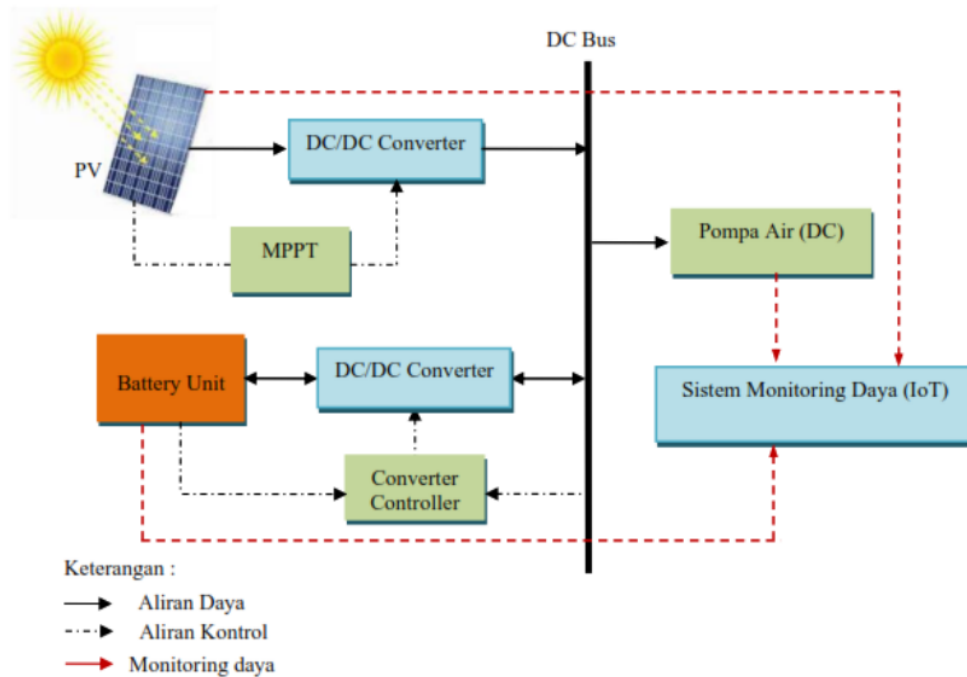 DC Bus
PV
DC/DC Converter
MPPT
Pompa Air (DC)
Battery Unit
DC/DC Converter
Sistem Monitoring Daya (IoT)
Converter
Controller
Keterangan :
Aliran Daya
Aliran Kontrol
Monitoring daya